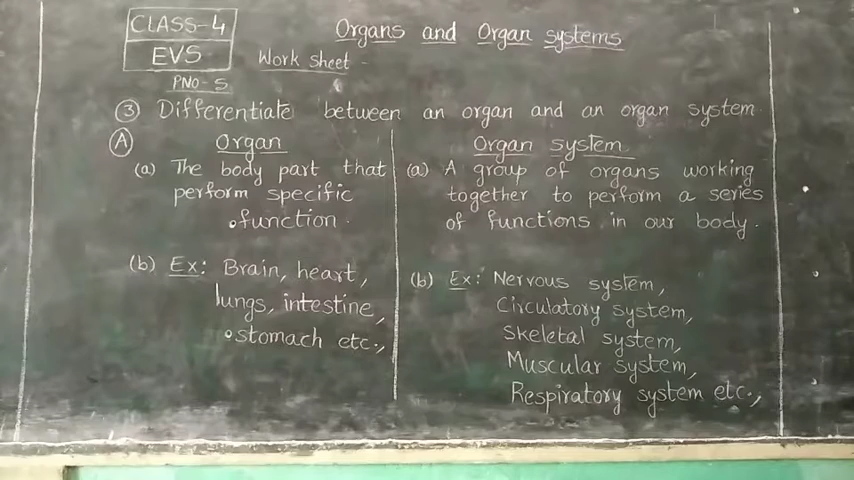 CLASS-4
EVS
PNO-5
Organs and Organ systems
Work sheet -
③ Differentiate between an organ and an organ system.
Ⓐ Organ
(a) The body part that
perform specific
function.
(b) Ex: Brain, heart,
lungs, intestine,
stomach etc.,
Organ system
(a) A group of organs working
together to perform a series
of functions in our body.
(b) Ex: Nervous system,
Circulatory system,
Skeletal system,
Muscular system,
Respiratory system etc.,